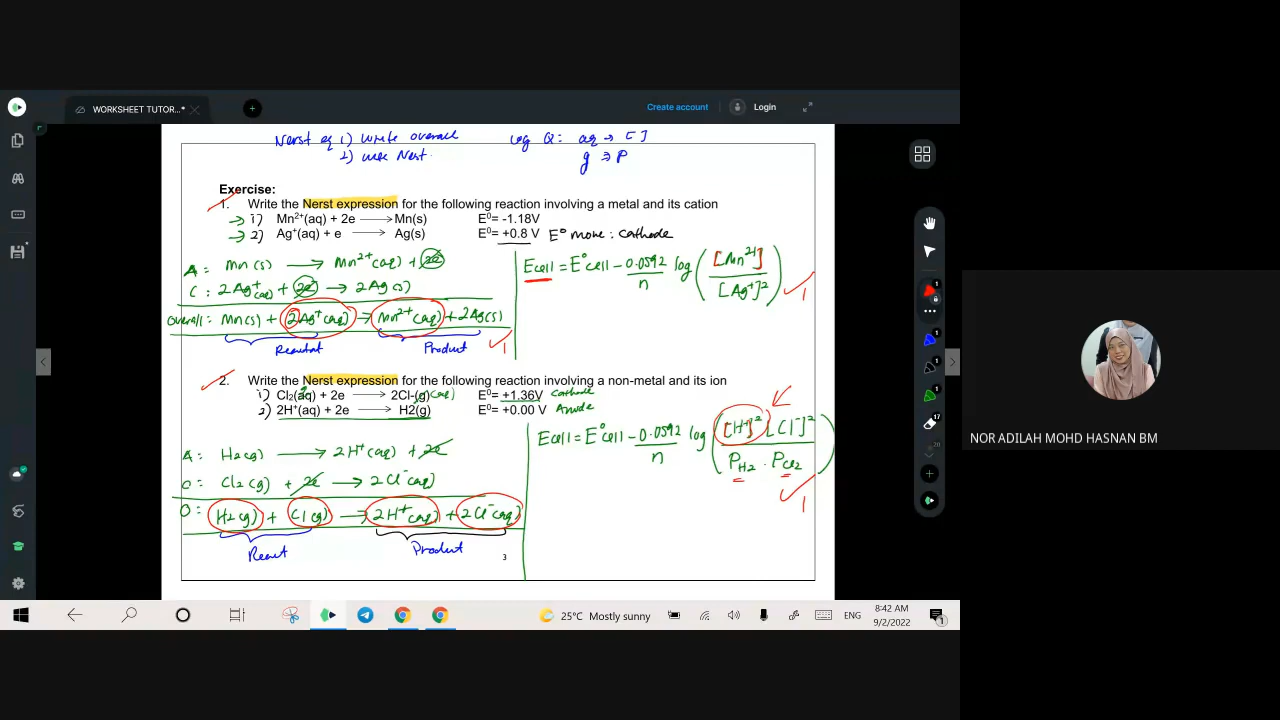 WORKSHEET TUTOR...*
Create account
Login
Nerst eq 1) Write overall
2) use Nest
log Q: aq → [ ]
g → P
Exercise:
1. Write the Nerst expression for the following reaction involving a metal and its cation
→ 1) Mn²⁺(aq) + 2e ⟶ Mn(s) E⁰= -1.18V
→ 2) Ag⁺(aq) + e ⟶ Ag(s) E⁰= +0.8 V E° more : cathode
A : Mn(s) ⟶ Mn²⁺(aq) + 2e
C : 2Ag⁺(aq) + 2e → 2Ag(s)
Overall : Mn(s) + 2Ag⁺(aq) → Mn²⁺(aq) + 2Ag(s)
Product
1
Ecell = E°cell - 0.0592/n log ([Mn²⁺]/[Ag⁺]²)
1
2. Write the Nerst expression for the following reaction involving a non-metal and its ion
1) Cl₂(aq) + 2e ⟶ 2Cl-(g) (aq) E⁰= +1.36V cathode
2) 2H⁺(aq) + 2e ⟶ H2(g) E⁰= +0.00 V Anode
A : H₂(g) ⟶ 2H⁺(aq) + 2e
C : Cl₂(g) + 2e ⟶ 2Cl⁻(aq)
O : H₂(g) + Cl(g) → 2H⁺(aq) + 2Cl⁻(aq)
React
Product
Ecell = E°cell - 0.0592/n log ([H⁺]² [Cl⁻]²/P H₂ . P Cl₂)
1
3
NOR ADILAH MOHD HASNAN BM
25°C Mostly sunny
ENG
8:42 AM
9/2/2022